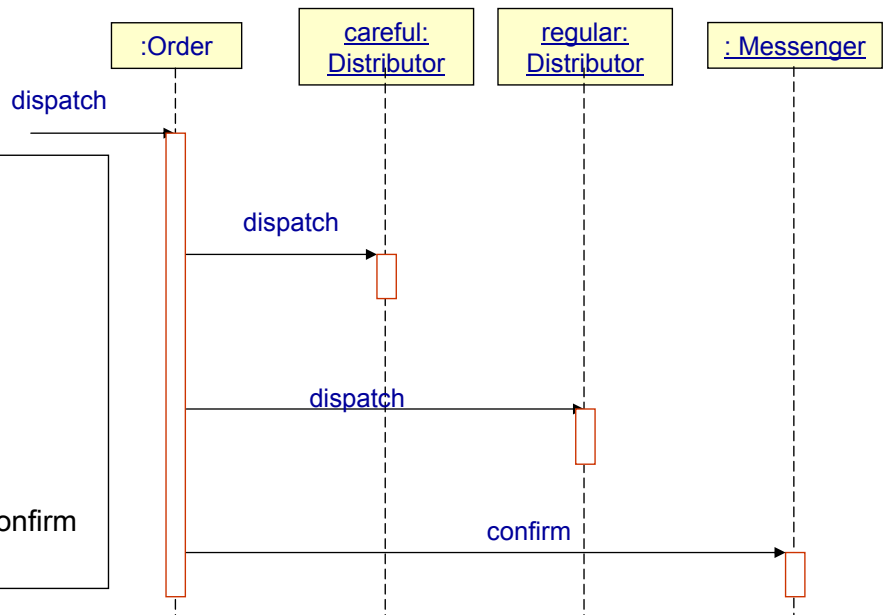 :Order
careful:
Distributor
regular:
Distributor
: Messenger
dispatch
dispatch
dispatch
confirm
onfirm